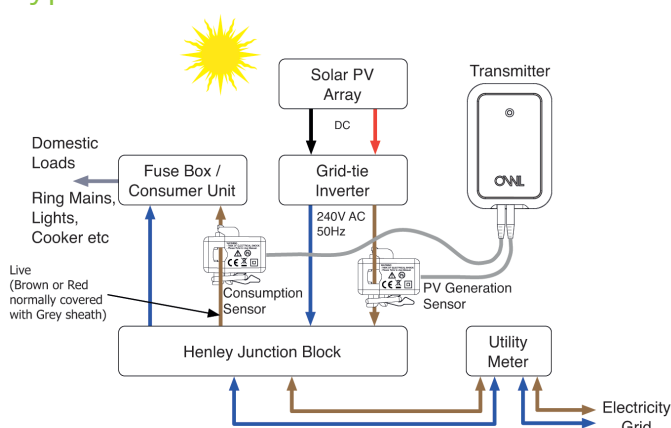 Solar PV
Array
Transmitter
DC
OWL
Domestic
Loads
Ring Mains,
Lights,
Cooker etc
Fuse Box /
Consumer Unit
Grid-tie
Inverter
240V AC
50Hz
Live
(Brown or Red
normally covered
with Grey sheath)
Consumption
Sensor
PV Generation
Sensor
Henley Junction Block
Utility
Meter
Electricity
Grid